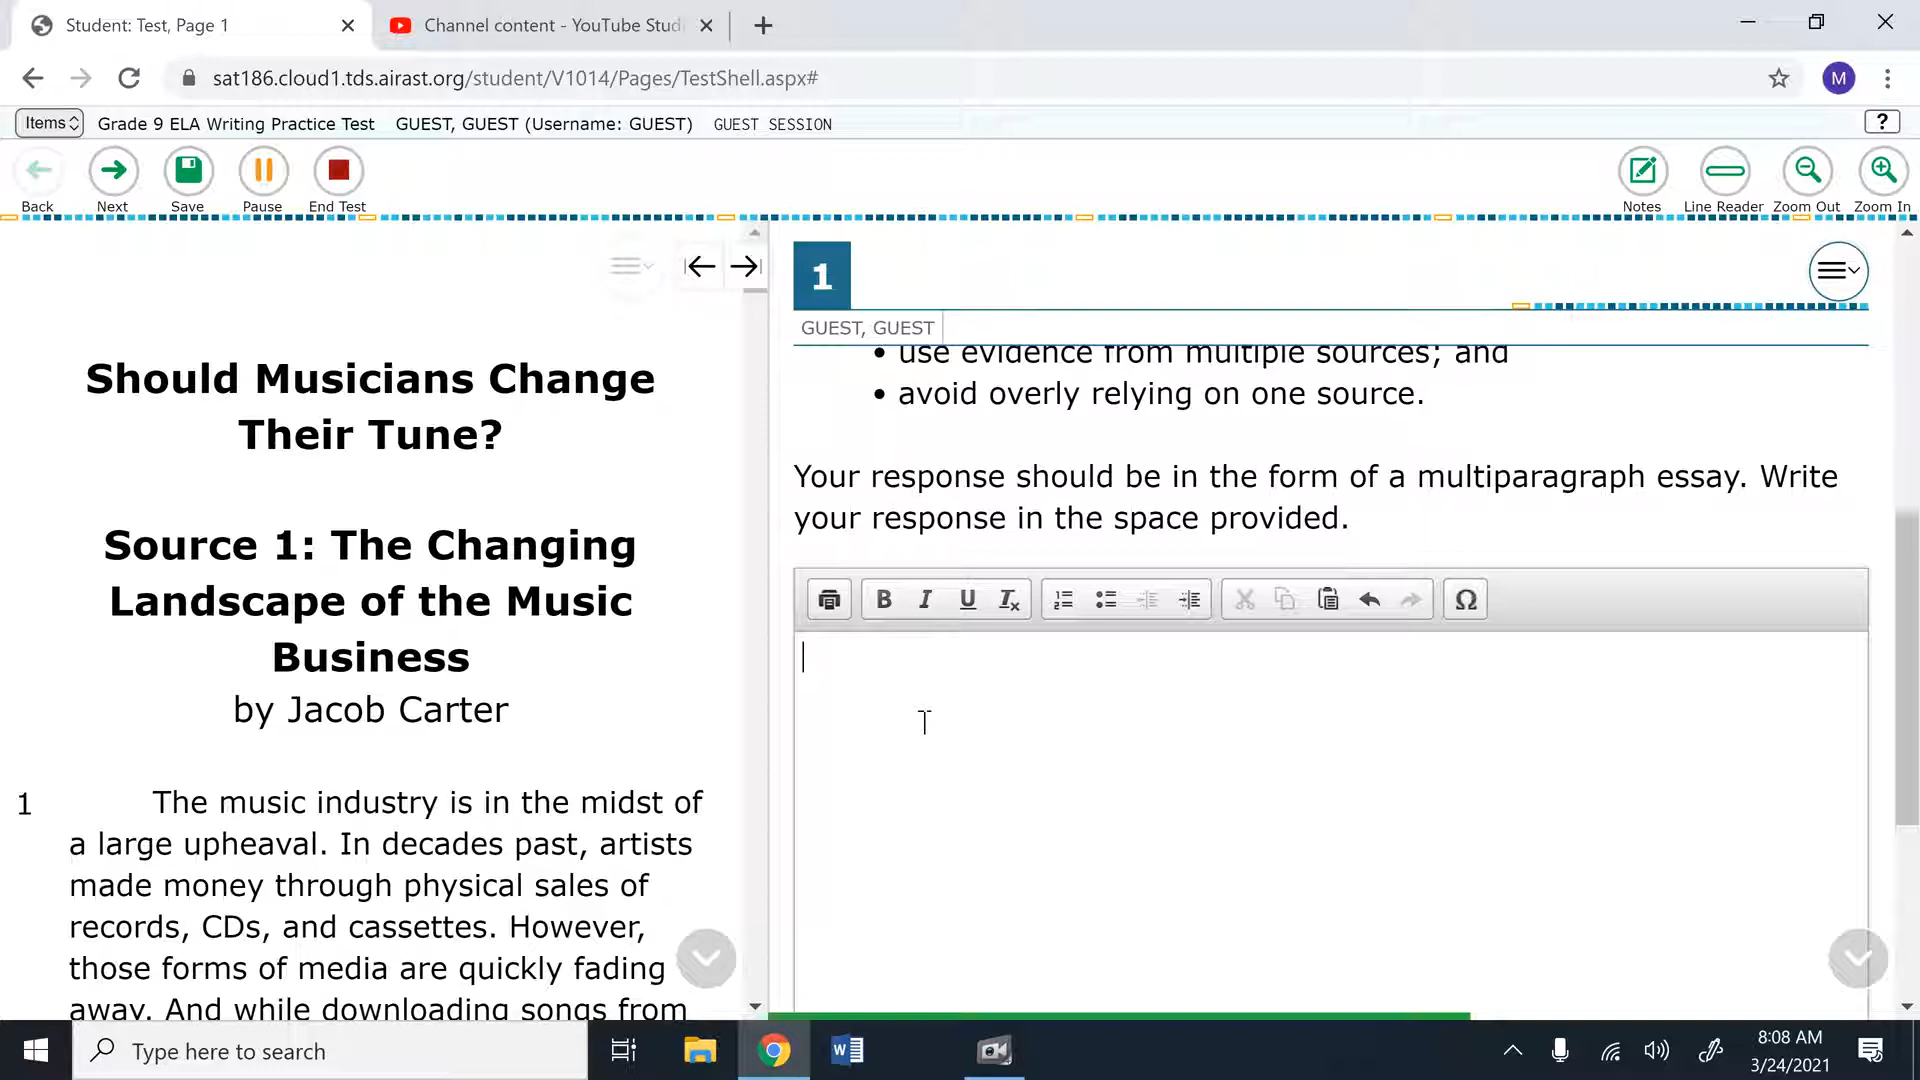 Student: Test, Page 1
Channel content - YouTube Stud
sat186.cloud1.tds.airast.org/student/V1014/Pages/TestShell.aspx#
M
Items Grade 9 ELA Writing Practice Test GUEST, GUEST (Username: GUEST) GUEST SESSION ?
Back Next Save Pause End Test Notes Line Reader Zoom Out Zoom In
Should Musicians Change
Their Tune?
Source 1: The Changing
Landscape of the Music
Business
by Jacob Carter
1 The music industry is in the midst of
a large upheaval. In decades past, artists
made money through physical sales of
records, CDs, and cassettes. However,
those forms of media are quickly fading
away. And while downloading songs from
1
GUEST, GUEST
• use evidence from multiple sources; and
• avoid overly relying on one source.
Your response should be in the form of a multiparagraph essay. Write
your response in the space provided.
B I U Ix Ω
Type here to search
8:08 AM
3/24/2021